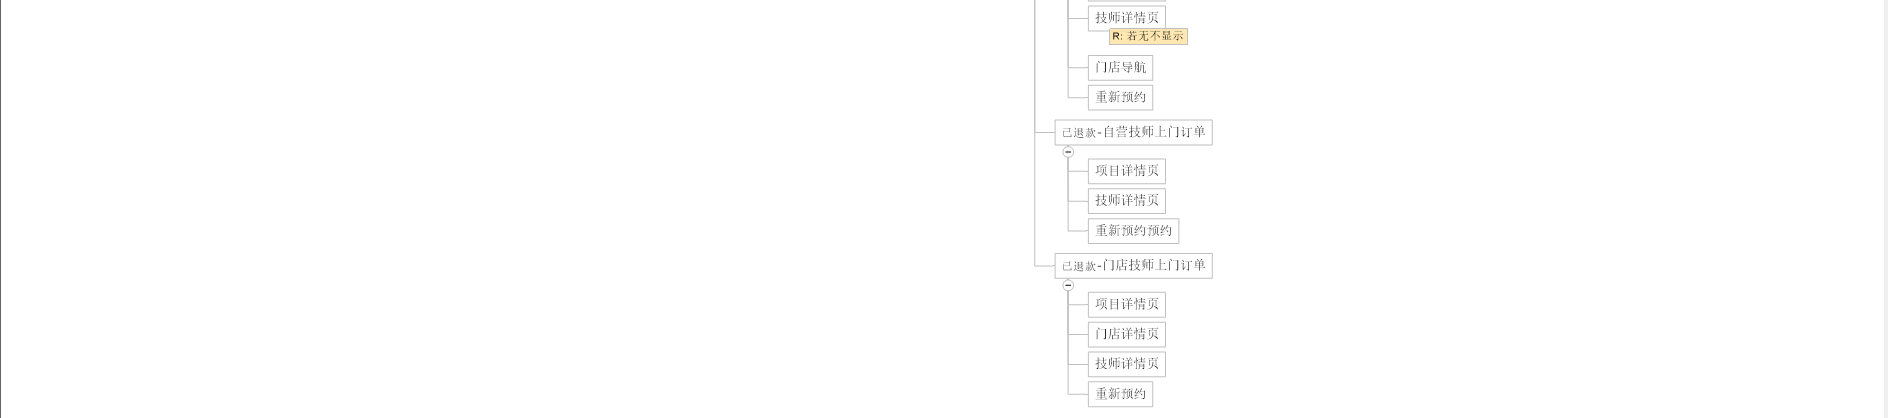 技师详情页
R: 若无不显示
门店导航
重新预约
已退款-自营技师上门订单
项目详情页
技师详情页
重新预约预约
已退款-门店技师上门订单
项目详情页
门店详情页
技师详情页
重新预约